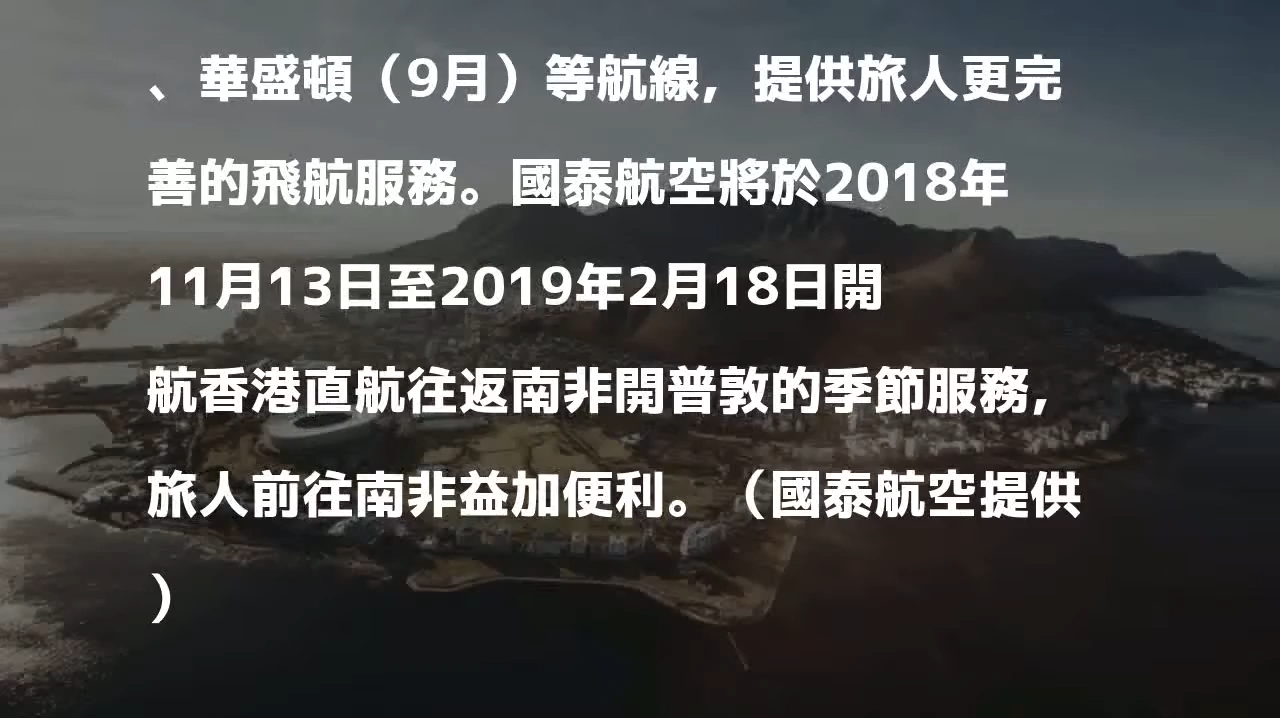 、華盛頓（9月）等航線，提供旅人更完
善的飛航服務。國泰航空將於2018年
11月13日至2019年2月18日開
航香港直航往返南非開普敦的季節服務，
旅人前往南非益加便利。（國泰航空提供
）